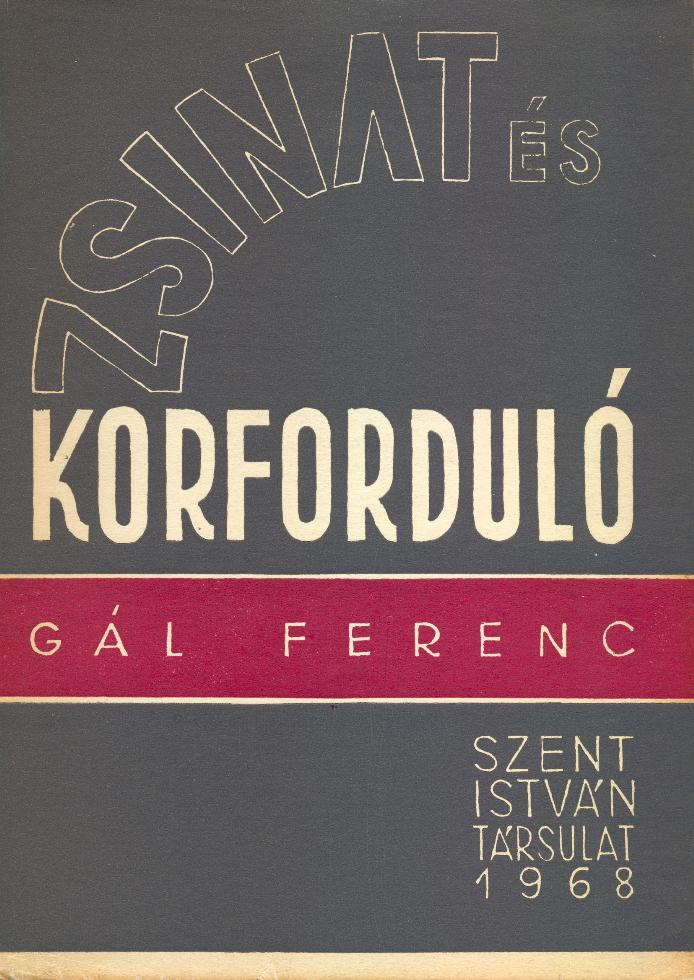 ZSINAT ÉS
KORFORDULÓ
GÁL FERENC
SZENT
ISTVÁN
TÁRSULAT
1968